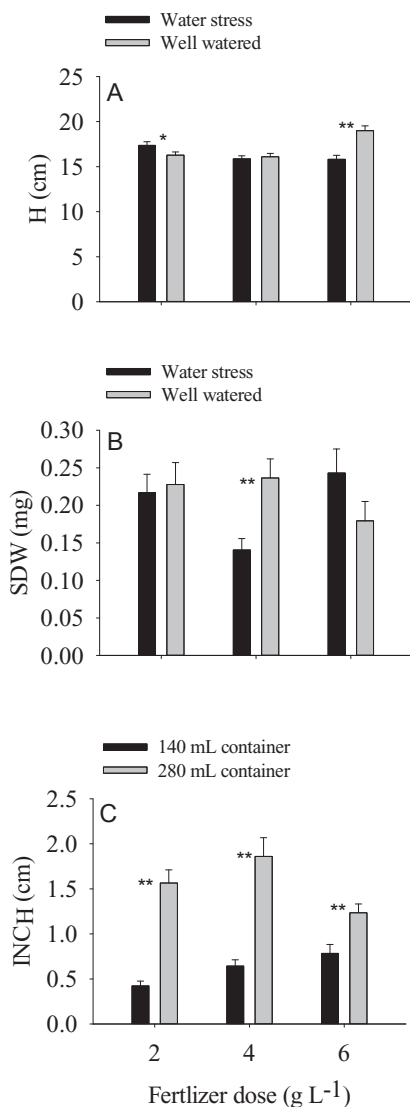 Water stress
Well watered
A
25
20
15
10
5
0
H (cm)
*
**
Water stress
Well watered
B
0.30
0.25
0.20
0.15
0.10
0.05
0.00
SDW (mg)
**
140 mL container
280 mL container
C
2.5
2.0
1.5
1.0
0.5
0.0
INCH (cm)
**
**
**
2 4 6
Fertlizer dose (g L-1)